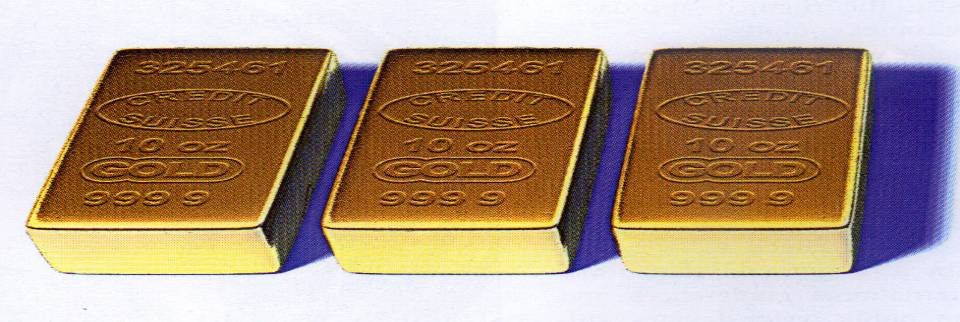 325461
CREDIT
SUISSE
10 oz
GOLD
999 9
325461
CREDIT
SUISSE
10 oz
GOLD
999 9
325461
CREDIT
SUISSE
10 oz
GOLD
999 9